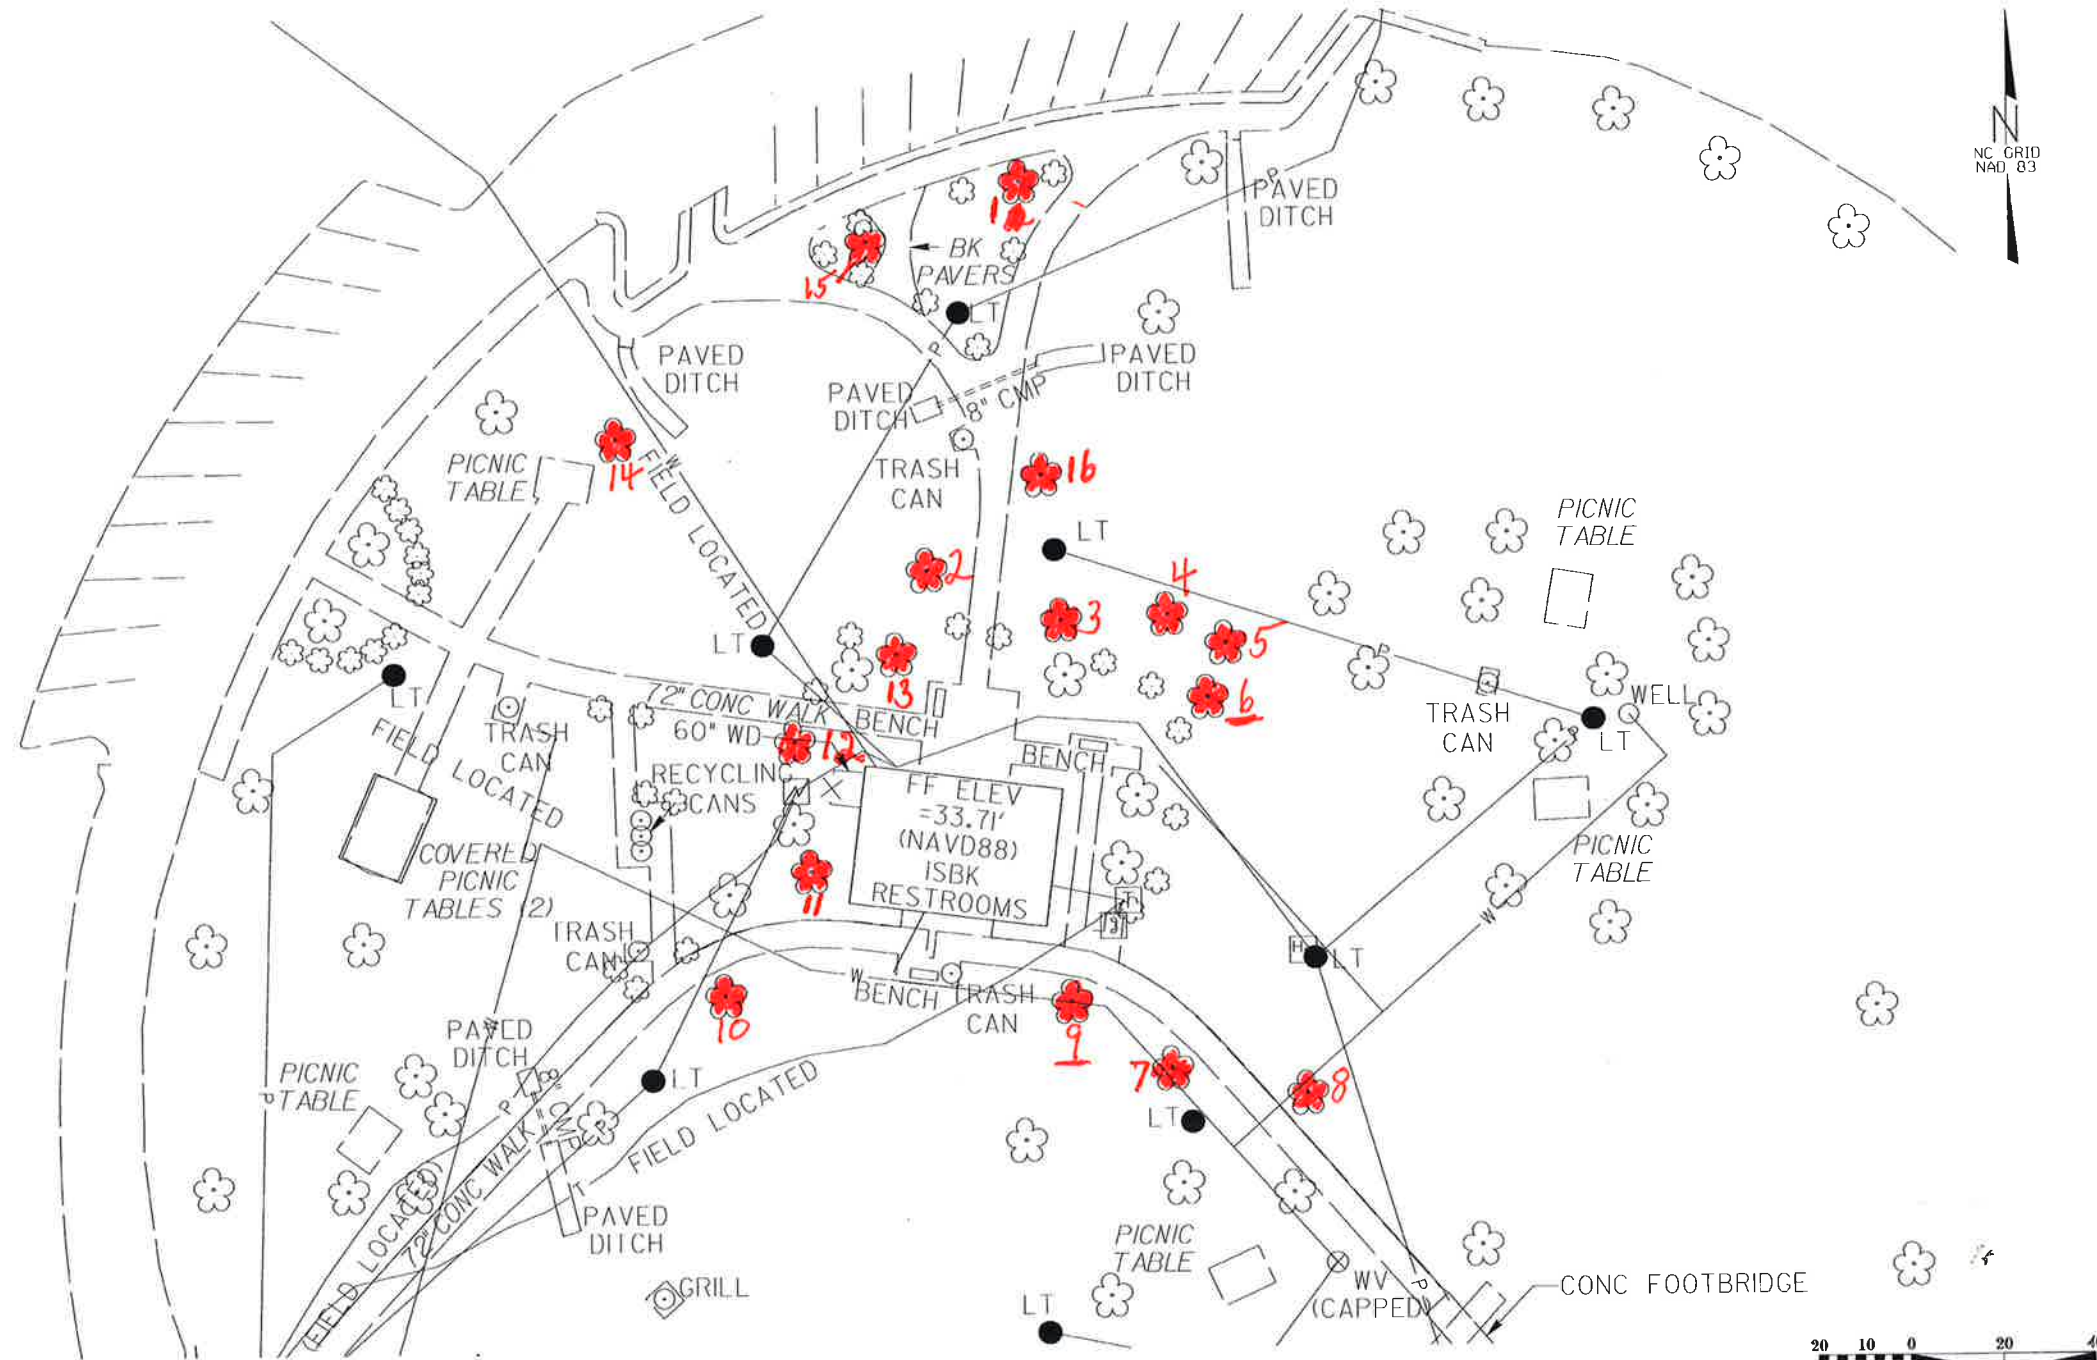 N
NC GRID
NAD 83
P
PAVED
DITCH
1
BK
PAVERS
15
LT
P
PAVED
DITCH
PAVED
DITCH
PAVED
DITCH
8" CMP
TRASH
CAN
PICNIC
TABLE
14
W
FIELD LOCATED
16
LT
PICNIC
TABLE
2
4
3
5
P
LT
13
6
LT
72" CONC WALK
BENCH
WELL
TRASH
CAN
P
LT
FIELD
LOCATED
TRASH
CAN
60" WD
12
BENCH
RECYCLING
CANS
FF ELEV
=33.71'
(NAVD88)
1SBK
RESTROOMS
PICNIC
TABLE
COVERED
PICNIC
TABLES (2)
11
T
W
TRASH
CAN
H
LT
W
BENCH
TRASH
CAN
10
9
W
PAVED
DITCH
7
8
PICNIC
TABLE
P
P
8" CMP
P
LT
LT
FIELD LOCATED
T
(FIELD LOCATED)
72" CONC WALK
PAVED
DITCH
PICNIC
TABLE
GRILL
WV
(CAPPED)
P
CONC FOOTBRIDGE
LT
20 10 0 20